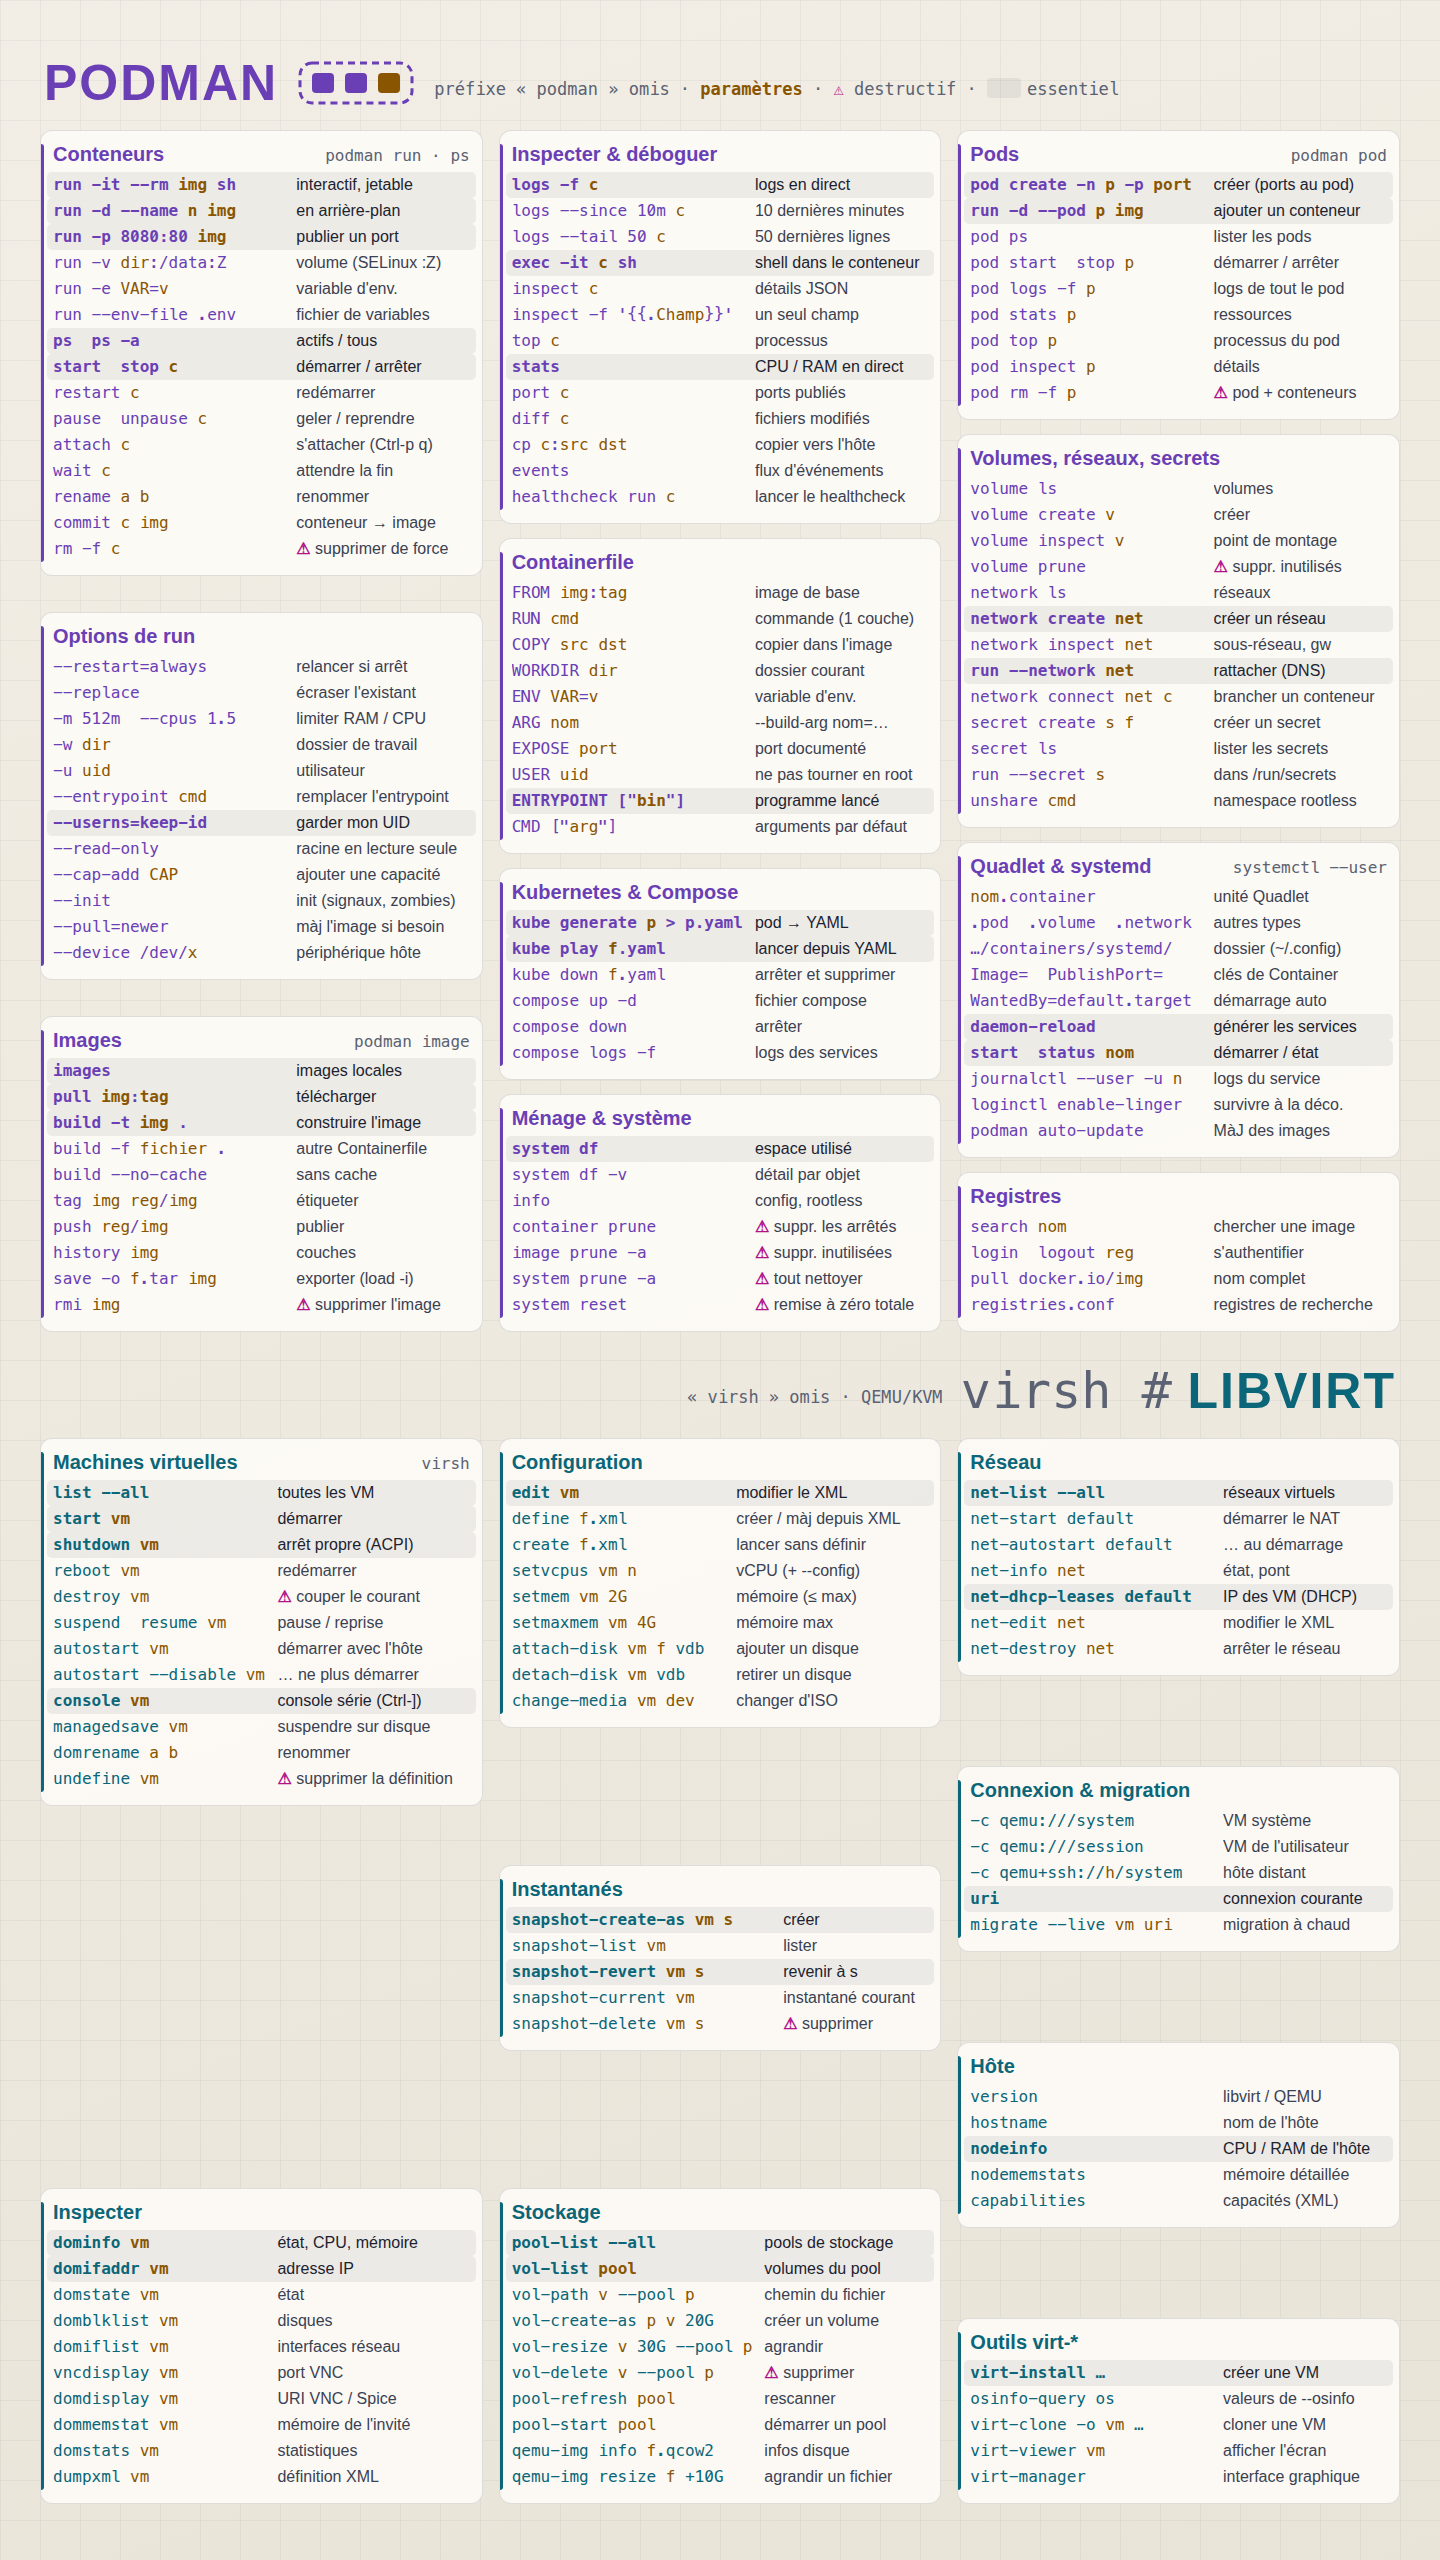 PODMAN
préfixe « podman » omis · paramètres · ⚠ destructif · essentiel
Conteneurs podman run · ps
run −it −−rm img sh interactif, jetable
run −d −−name n img en arrière-plan
run −p 8080:80 img publier un port
run −v dir:/data:Z volume (SELinux :Z)
run −e VAR=v variable d'env.
run −−env−file .env fichier de variables
ps ps −a actifs / tous
start stop c démarrer / arrêter
restart c redémarrer
pause unpause c geler / reprendre
attach c s'attacher (Ctrl-p q)
wait c attendre la fin
rename a b renommer
commit c img conteneur → image
rm −f c ⚠ supprimer de force
Options de run
−−restart=always relancer si arrêt
−−replace écraser l'existant
−m 512m −−cpus 1.5 limiter RAM / CPU
−w dir dossier de travail
−u uid utilisateur
−−entrypoint cmd remplacer l'entrypoint
−−userns=keep−id garder mon UID
−−read−only racine en lecture seule
−−cap−add CAP ajouter une capacité
−−init init (signaux, zombies)
−−pull=newer màj l'image si besoin
−−device /dev/x périphérique hôte
Images podman image
images images locales
pull img:tag télécharger
build −t img . construire l'image
build −f fichier . autre Containerfile
build −−no−cache sans cache
tag img reg/img étiqueter
push reg/img publier
history img couches
save −o f.tar img exporter (load -i)
rmi img ⚠ supprimer l'image
Inspecter & déboguer
logs −f c logs en direct
logs −−since 10m c 10 dernières minutes
logs −−tail 50 c 50 dernières lignes
exec −it c sh shell dans le conteneur
inspect c détails JSON
inspect −f '{{.Champ}}' un seul champ
top c processus
stats CPU / RAM en direct
port c ports publiés
diff c fichiers modifiés
cp c:src dst copier vers l'hôte
events flux d'événements
healthcheck run c lancer le healthcheck
Containerfile
FROM img:tag image de base
RUN cmd commande (1 couche)
COPY src dst copier dans l'image
WORKDIR dir dossier courant
ENV VAR=v variable d'env.
ARG nom --build-arg nom=…
EXPOSE port port documenté
USER uid ne pas tourner en root
ENTRYPOINT ["bin"] programme lancé
CMD ["arg"] arguments par défaut
Kubernetes & Compose
kube generate p > p.yaml pod → YAML
kube play f.yaml lancer depuis YAML
kube down f.yaml arrêter et supprimer
compose up −d fichier compose
compose down arrêter
compose logs −f logs des services
Ménage & système
system df espace utilisé
system df −v détail par objet
info config, rootless
container prune ⚠ suppr. les arrêtés
image prune −a ⚠ suppr. inutilisées
system prune −a ⚠ tout nettoyer
system reset ⚠ remise à zéro totale
Pods podman pod
pod create −n p −p port créer (ports au pod)
run −d −−pod p img ajouter un conteneur
pod ps lister les pods
pod start stop p démarrer / arrêter
pod logs −f p logs de tout le pod
pod stats p ressources
pod top p processus du pod
pod inspect p détails
pod rm −f p ⚠ pod + conteneurs
Volumes, réseaux, secrets
volume ls volumes
volume create v créer
volume inspect v point de montage
volume prune ⚠ suppr. inutilisés
network ls réseaux
network create net créer un réseau
network inspect net sous-réseau, gw
run −−network net rattacher (DNS)
network connect net c brancher un conteneur
secret create s f créer un secret
secret ls lister les secrets
run −−secret s dans /run/secrets
unshare cmd namespace rootless
Quadlet & systemd systemctl −−user
nom.container unité Quadlet
.pod .volume .network autres types
…/containers/systemd/ dossier (~/.config)
Image= PublishPort= clés de Container
WantedBy=default.target démarrage auto
daemon−reload générer les services
start status nom démarrer / état
journalctl −−user −u n logs du service
loginctl enable−linger survivre à la déco.
podman auto−update MàJ des images
Registres
search nom chercher une image
login logout reg s'authentifier
pull docker.io/img nom complet
registries.conf registres de recherche
« virsh » omis · QEMU/KVM virsh # LIBVIRT
Machines virtuelles virsh
list −−all toutes les VM
start vm démarrer
shutdown vm arrêt propre (ACPI)
reboot vm redémarrer
destroy vm ⚠ couper le courant
suspend resume vm pause / reprise
autostart vm démarrer avec l'hôte
autostart −−disable vm … ne plus démarrer
console vm console série (Ctrl-])
managedsave vm suspendre sur disque
domrename a b renommer
undefine vm ⚠ supprimer la définition
Inspecter
dominfo vm état, CPU, mémoire
domifaddr vm adresse IP
domstate vm état
domblklist vm disques
domiflist vm interfaces réseau
vncdisplay vm port VNC
domdisplay vm URI VNC / Spice
dommemstat vm mémoire de l'invité
domstats vm statistiques
dumpxml vm définition XML
Configuration
edit vm modifier le XML
define f.xml créer / màj depuis XML
create f.xml lancer sans définir
setvcpus vm n vCPU (+ --config)
setmem vm 2G mémoire (≤ max)
setmaxmem vm 4G mémoire max
attach−disk vm f vdb ajouter un disque
detach−disk vm vdb retirer un disque
change−media vm dev changer d'ISO
Instantanés
snapshot−create−as vm s créer
snapshot−list vm lister
snapshot−revert vm s revenir à s
snapshot−current vm instantané courant
snapshot−delete vm s ⚠ supprimer
Stockage
pool−list −−all pools de stockage
vol−list pool volumes du pool
vol−path v −−pool p chemin du fichier
vol−create−as p v 20G créer un volume
vol−resize v 30G −−pool p agrandir
vol−delete v −−pool p ⚠ supprimer
pool−refresh pool rescanner
pool−start pool démarrer un pool
qemu−img info f.qcow2 infos disque
qemu−img resize f +10G agrandir un fichier
Réseau
net−list −−all réseaux virtuels
net−start default démarrer le NAT
net−autostart default … au démarrage
net−info net état, pont
net−dhcp−leases default IP des VM (DHCP)
net−edit net modifier le XML
net−destroy net arrêter le réseau
Connexion & migration
−c qemu:///system VM système
−c qemu:///session VM de l'utilisateur
−c qemu+ssh://h/system hôte distant
uri connexion courante
migrate −−live vm uri migration à chaud
Hôte
version libvirt / QEMU
hostname nom de l'hôte
nodeinfo CPU / RAM de l'hôte
nodememstats mémoire détaillée
capabilities capacités (XML)
Outils virt-*
virt−install … créer une VM
osinfo−query os valeurs de --osinfo
virt−clone −o vm … cloner une VM
virt−viewer vm afficher l'écran
virt−manager interface graphique